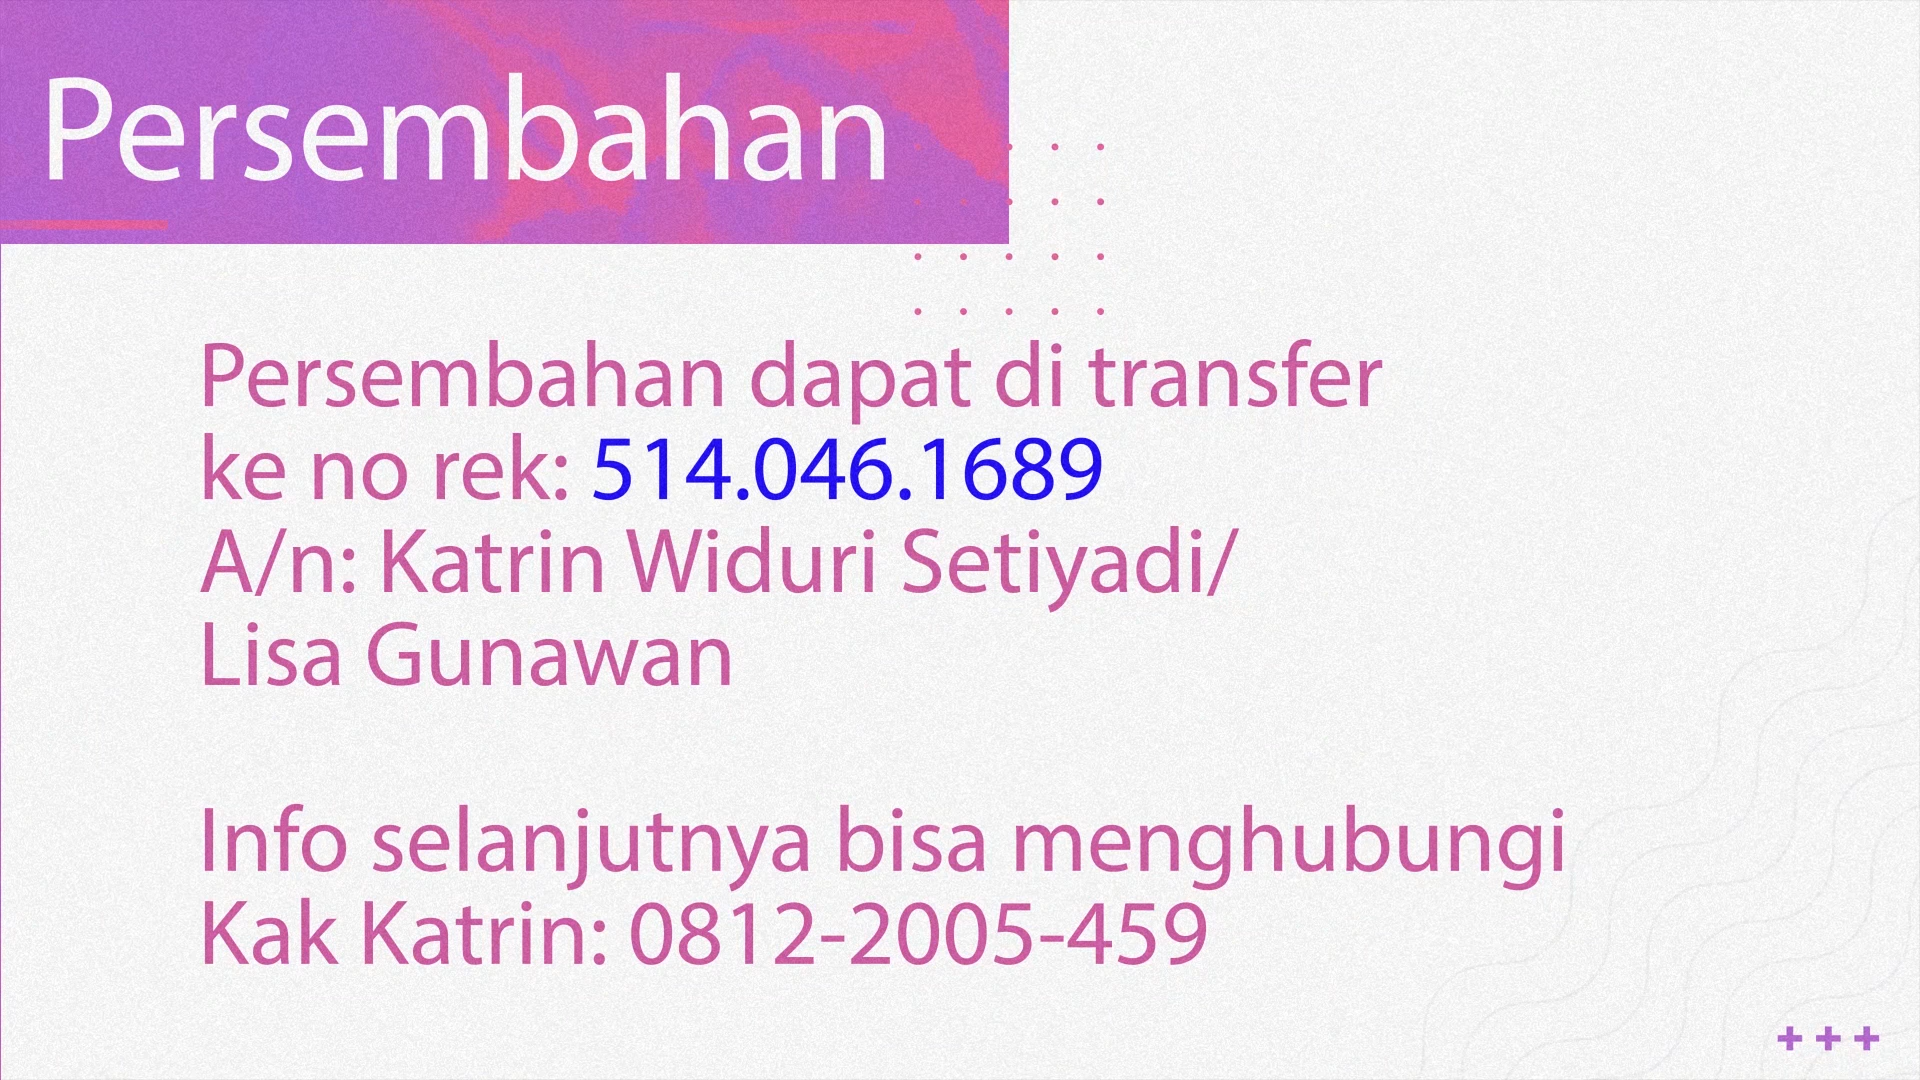 Persembahan
Persembahan dapat di transfer
ke no rek: 514.046.1689
A/n: Katrin Widuri Setiyadi/
Lisa Gunawan
Info selanjutnya bisa menghubungi
Kak Katrin: 0812-2005-459